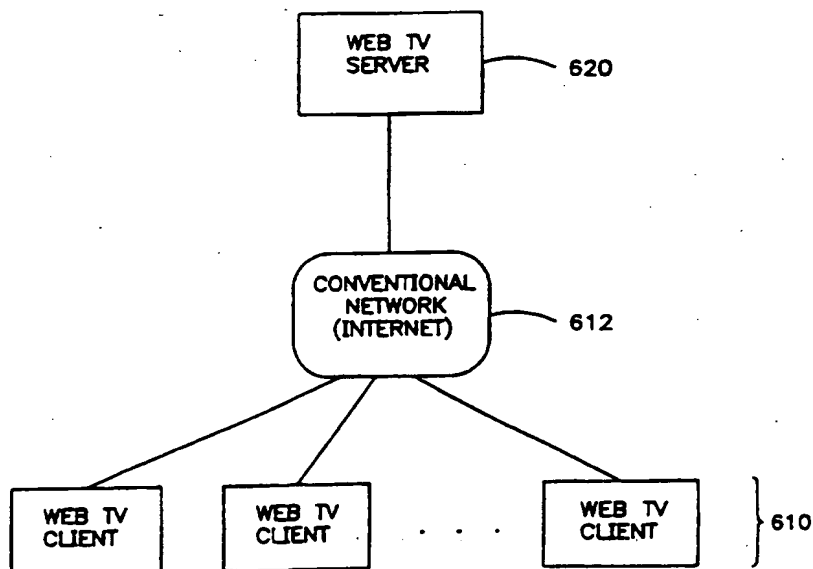 WEB TV
SERVER
620
CONVENTIONAL
NETWORK
(INTERNET)
612
WEB TV
CLIENT
WEB TV
CLIENT
. . . .
WEB TV
CLIENT
610